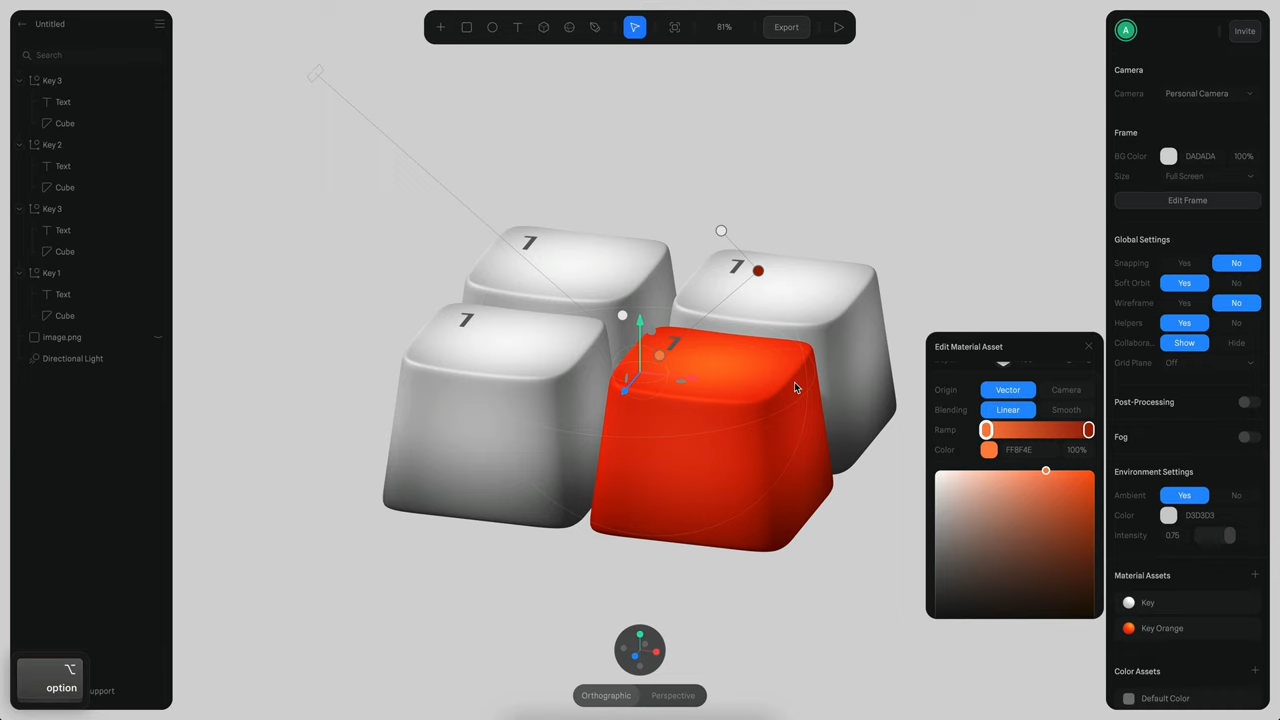 Untitled
81%
Export
A
Invite
Search
Key 3
Text
Cube
Key 2
Text
Cube
Key 3
Text
Cube
Key 1
Text
Cube
image.png
Directional Light
option
upport
1
1
1
1
Orthographic
Perspective
Edit Material Asset
Origin
Vector
Camera
Blending
Linear
Smooth
Ramp
Color
FF8F4E
100%
Camera
Camera
Personal Camera
Frame
BG Color
DADADA
100%
Size
Full Screen
Edit Frame
Global Settings
Snapping
Yes
No
Soft Orbit
Yes
No
Wireframe
Yes
No
Helpers
Yes
No
Collabora...
Show
Hide
Grid Plane
Off
Post-Processing
Fog
Environment Settings
Ambient
Yes
No
Color
D3D3D3
Intensity
0.75
Material Assets
Key
Key Orange
Color Assets
Default Color